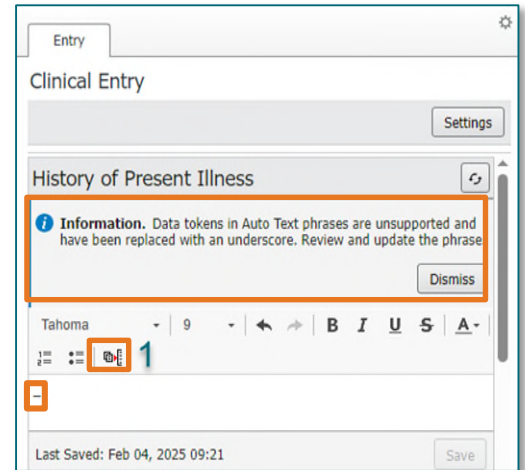 Entry
Clinical Entry
Settings
History of Present Illness
Information. Data tokens in Auto Text phrases are unsupported and
have been replaced with an underscore. Review and update the phrase
Dismiss
Tahoma 9 B I U S A
1
_
Last Saved: Feb 04, 2025 09:21 Save